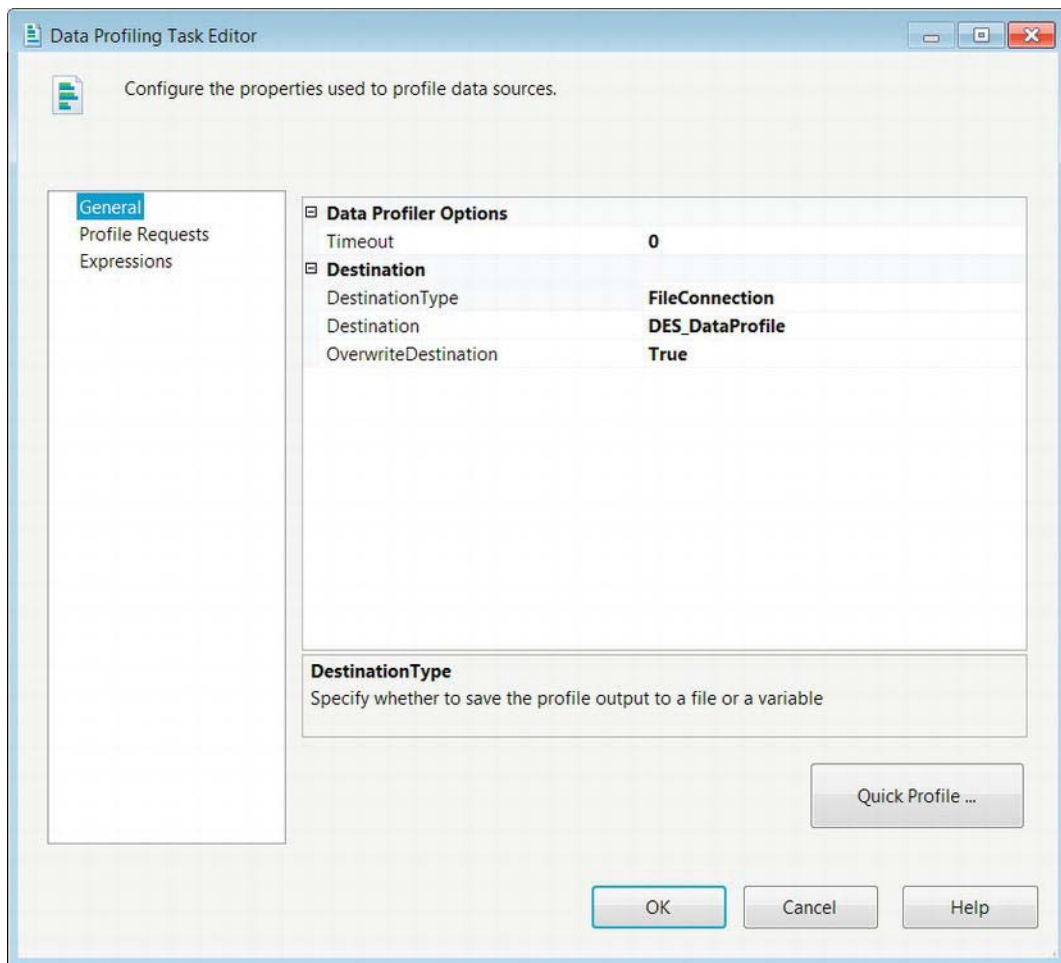 Data Profiling Task Editor
Configure the properties used to profile data sources.
General
Profile Requests
Expressions
Data Profiler Options
Timeout 0
Destination
DestinationType FileConnection
Destination DES_DataProfile
OverwriteDestination True
DestinationType
Specify whether to save the profile output to a file or a variable
Quick Profile ...
OK Cancel Help